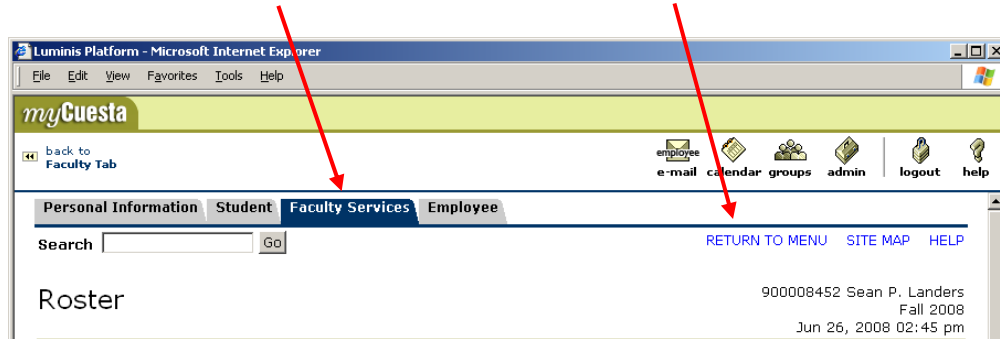 Luminis Platform - Microsoft Internet Explorer
File Edit View Favorites Tools Help
myCuesta
back to
Faculty Tab
employee
e-mail calendar groups admin logout help
Personal Information Student Faculty Services Employee
Search Go RETURN TO MENU SITE MAP HELP
Roster
900008452 Sean P. Landers
Fall 2008
Jun 26, 2008 02:45 pm